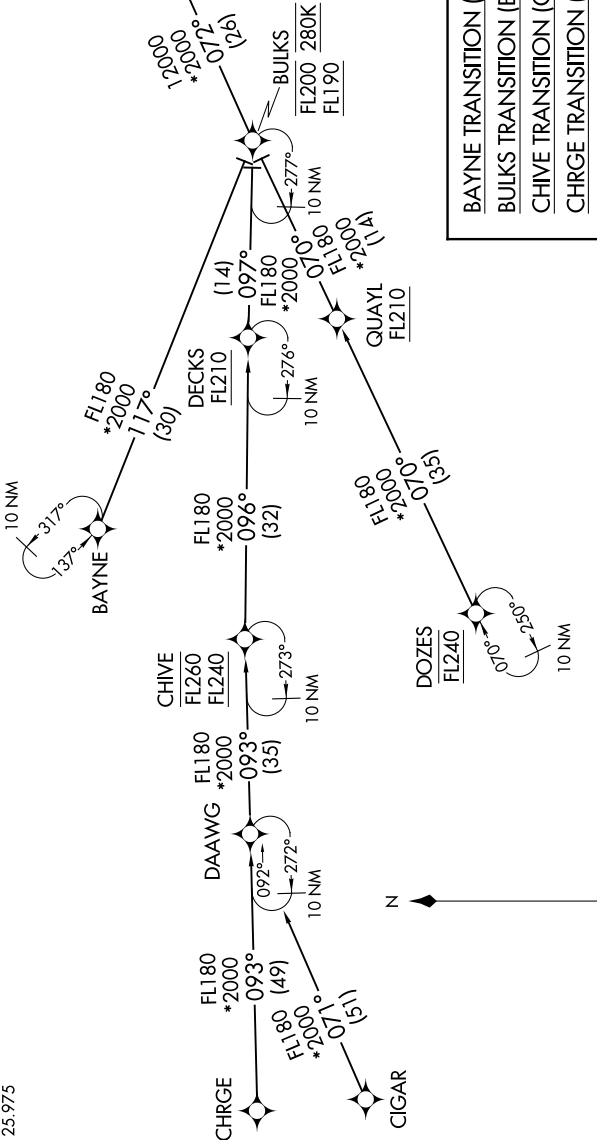 25.975
12000
*2000
072°
(26)
BULKS
FL200 280K
FL190
277°
10 NM
FL180
*2000
117°
(30)
10 NM
317°
137°
BAYNE
(14)
097°
FL180
*2000
070°
FL180
*2000
(14)
DECKS
FL210
276°
10 NM
QUAYL
FL210
FL180
*2000
096°
(32)
FL180
*2000
070°
(35)
CHIVE
FL260
FL240
273°
10 NM
DOZES
FL240
070°
250°
10 NM
FL180
*2000
093°
(35)
DAAWG
092°
272°
10 NM
FL180
*2000
093°
(49)
CHRGE
FL180
*2000
071°
(51)
CIGAR
N
BAYNE TRANSITION (
BULKS TRANSITION (
CHIVE TRANSITION (
CHRGE TRANSITION (